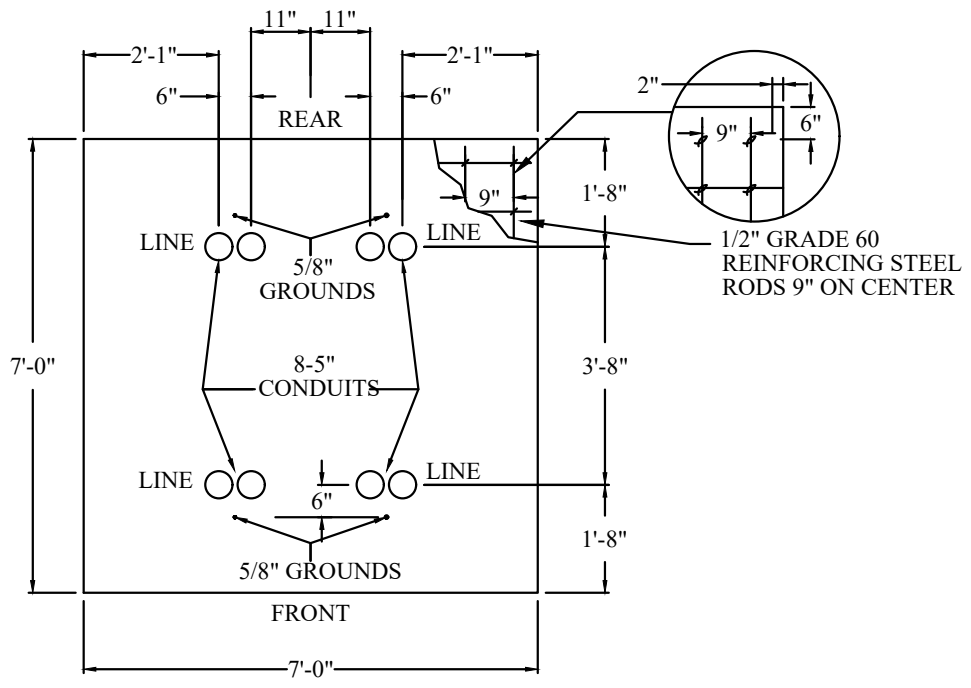 11" 11"
2'-1" 2'-1"
6" 6"
REAR
2"
9" 6"
9"
1'-8"
LINE LINE
5/8"
GROUNDS
1/2" GRADE 60
REINFORCING STEEL
RODS 9" ON CENTER
7'-0"
8-5"
CONDUITS
3'-8"
LINE LINE
6"
1'-8"
5/8" GROUNDS
FRONT
7'-0"